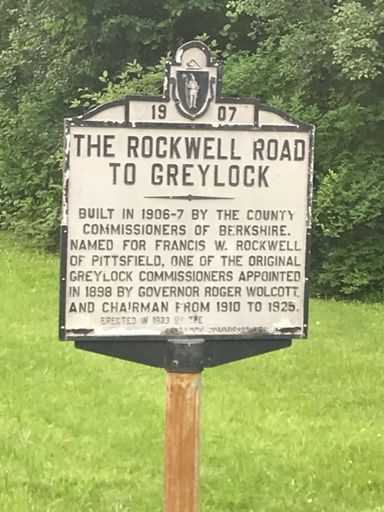 1907
THE ROCKWELL ROAD
TO GREYLOCK
BUILT IN 1906-7 BY THE COUNTY
COMMISSIONERS OF BERKSHIRE.
NAMED FOR FRANCIS W. ROCKWELL
OF PITTSFIELD, ONE OF THE ORIGINAL
GREYLOCK COMMISSIONERS APPOINTED
IN 1898 BY GOVERNOR ROGER WOLCOTT,
AND CHAIRMAN FROM 1910 TO 1925.
ERECTED IN 1933 BY THE
COMMISSIONERS